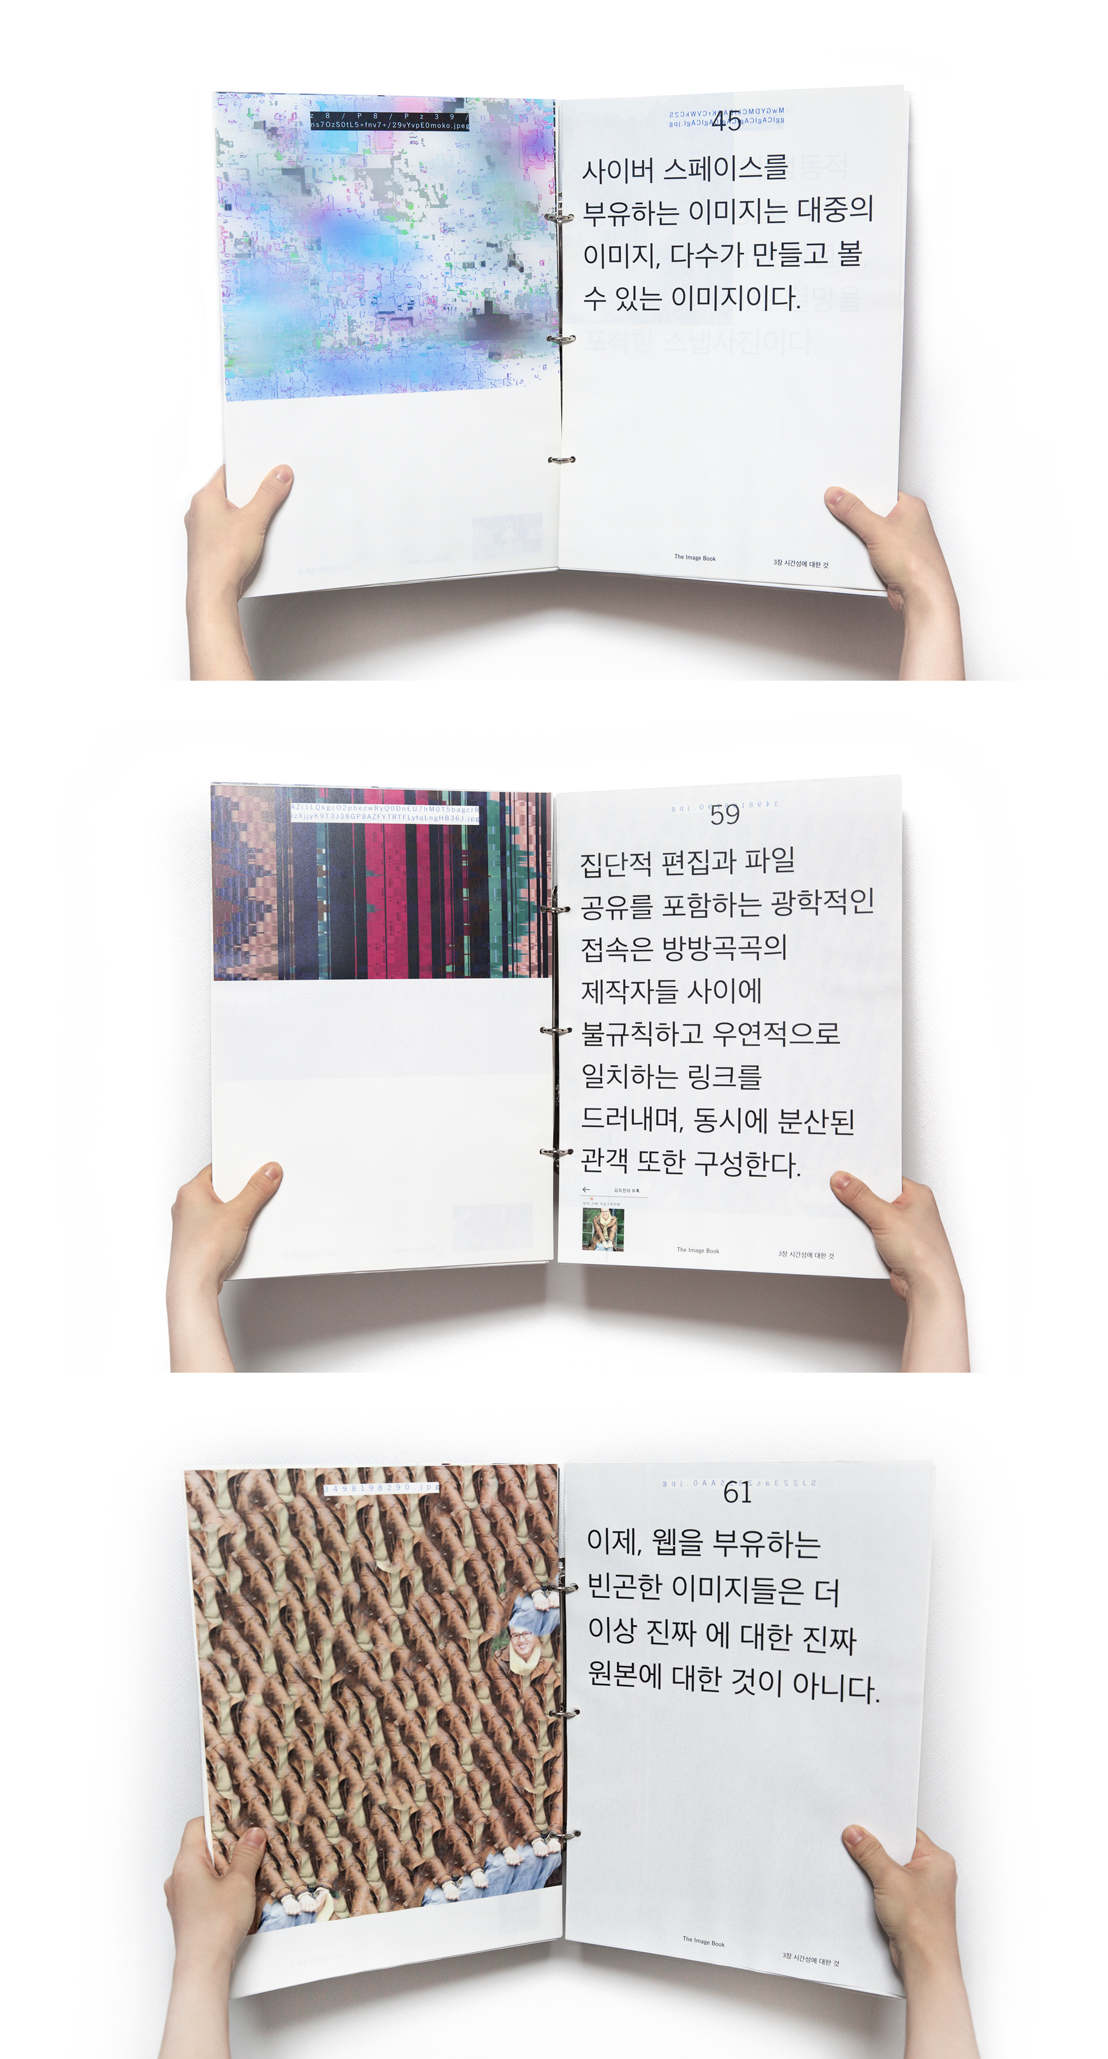 z 8 / P 8 / P z 3 9 /
45
사이버 스페이스를
부유하는 이미지는 대중의
이미지, 다수가 만들고 볼
수 있는 이미지이다.
포착한 스냅사진이다
The Image Book
3장 시간성에 대한 것
59
집단적 편집과 파일
공유를 포함하는 광학적인
접속은 방방곡곡의
제작자들 사이에
불규칙하고 우연적으로
일치하는 링크를
드러내며, 동시에 분산된
관객 또한 구성한다.
The Image Book
3장 시간성에 대한 것
3498198290.jpg
61
이제, 웹을 부유하는
빈곤한 이미지들은 더
이상 진짜 에 대한 진짜
원본에 대한 것이 아니다.
The Image Book
3장 시간성에 대한 것